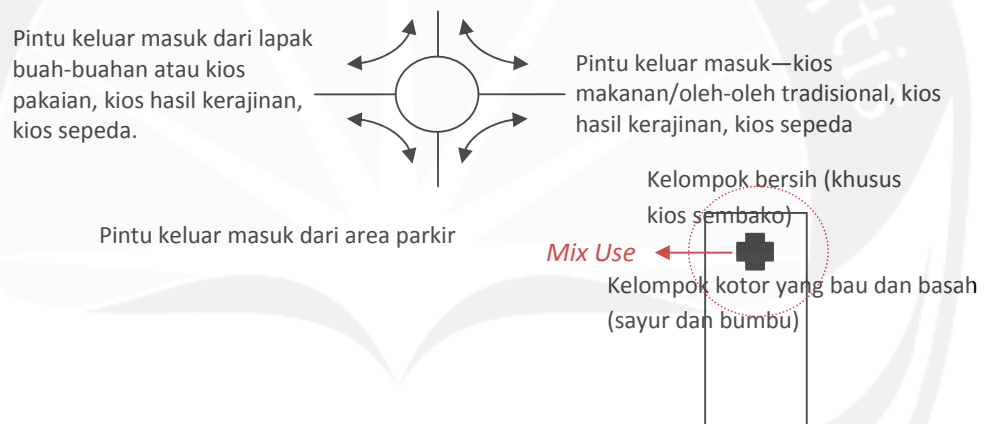 Pintu keluar masuk dari lapak
buah-buahan atau kios
pakaian, kios hasil kerajinan,
kios sepeda.
Pintu keluar masuk—kios
makanan/oleh-oleh tradisional, kios
hasil kerajinan, kios sepeda
Kelompok bersih (khusus
kios sembako)
Pintu keluar masuk dari area parkir
Mix Use
Kelompok kotor yang bau dan basah
(sayur dan bumbu)